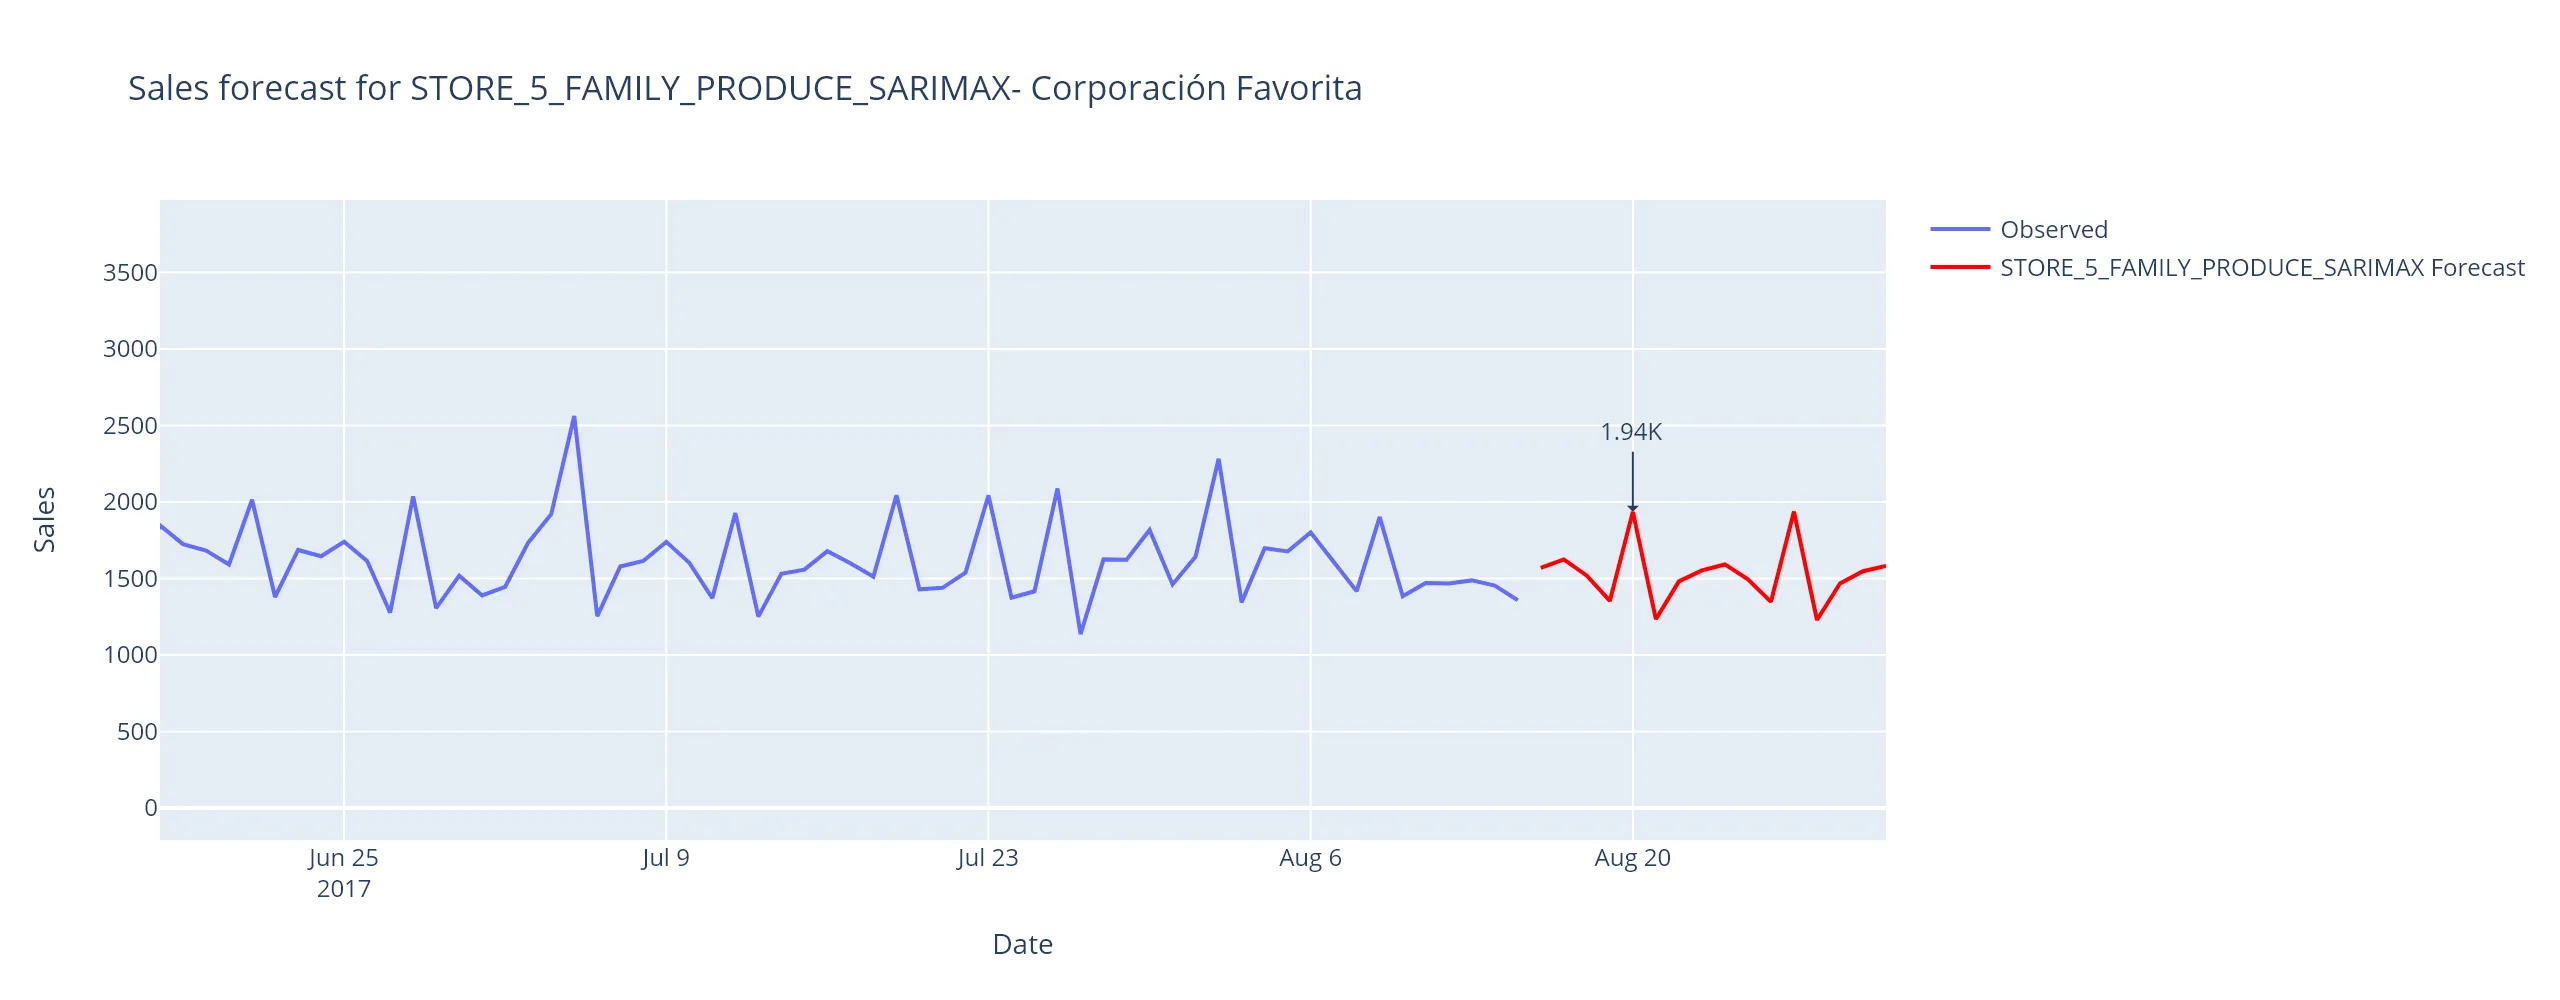 Sales forecast for STORE_5_FAMILY_PRODUCE_SARIMAX- Corporación Favorita
Observed
STORE_5_FAMILY_PRODUCE_SARIMAX Forecast
3500
3000
2500
2000
1500
1000
500
0
Sales
1.94K
Jun 25
2017
Jul 9
Jul 23
Aug 6
Aug 20
Date